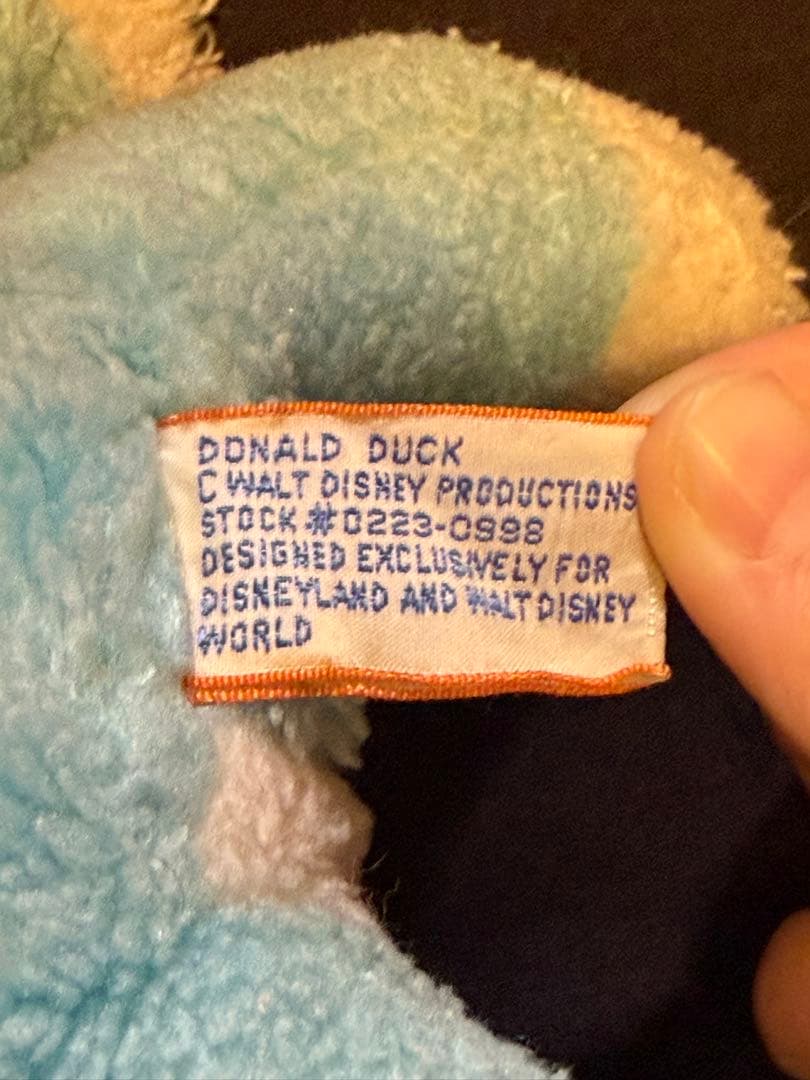 DONALD DUCK
C WALT DISNEY PRODUCTIONS
STOCK #0223-0998
DESIGNED EXCLUSIVELY FOR
DISNEYLAND AND WALT DISNEY
WORLD